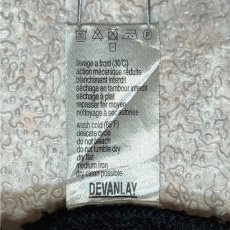 lavage a froid (30°C)
action mécanique réduite
blanchiment interdit
séchage en tambour interdit
séchage à plat
repasser fer moyen
nettoyage à sec autorisé
wash cold (85°F)
delicate cycle
do not bleach
do not tumble dry
dry flat
medium iron
dry clean possible
DEVANLAY